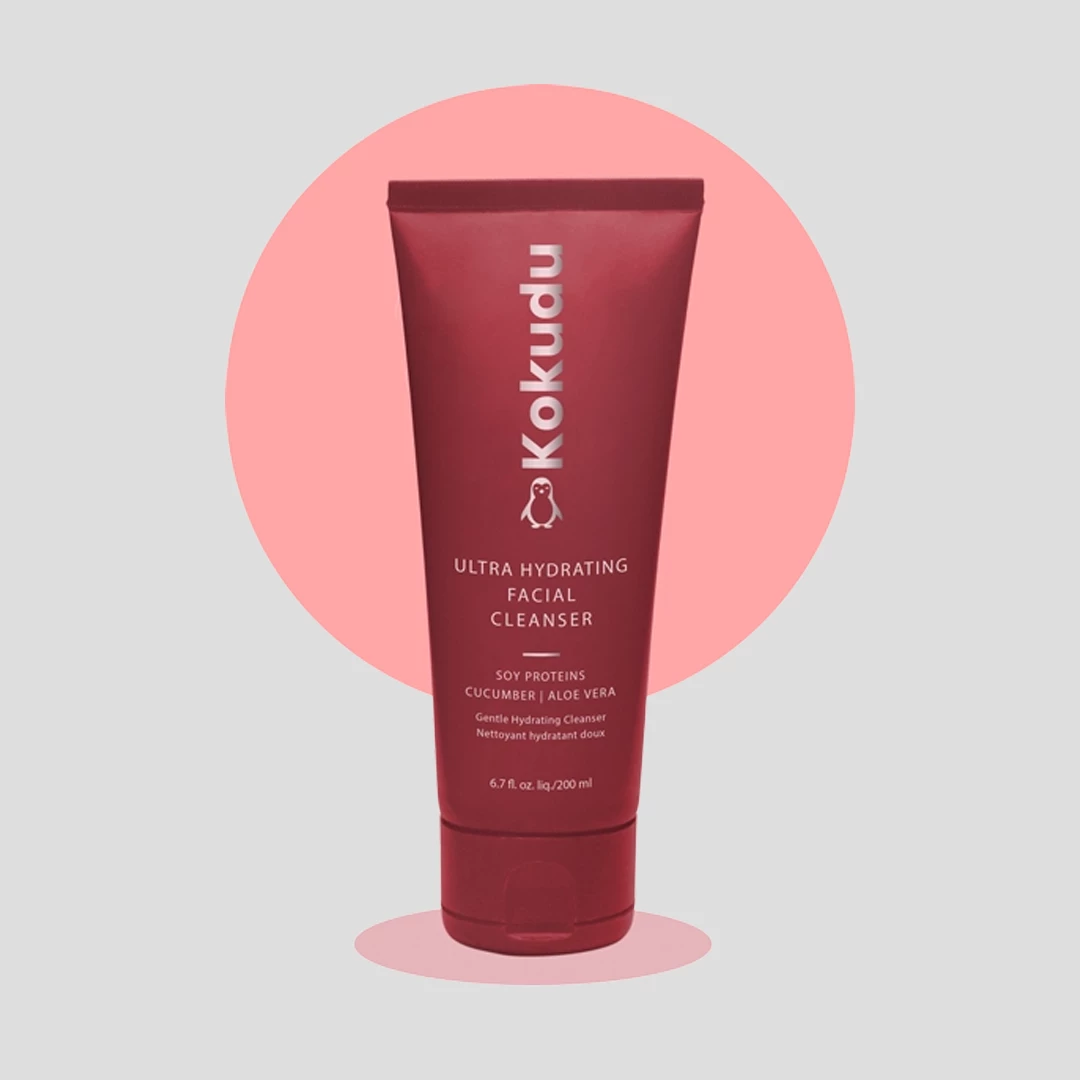 Kokudu
ULTRA HYDRATING
FACIAL
CLEANSER
SOY PROTEINS
CUCUMBER | ALOE VERA
Gentle Hydrating Cleanser
Nettoyant hydratant doux
6.7 fl. oz. liq./200 ml